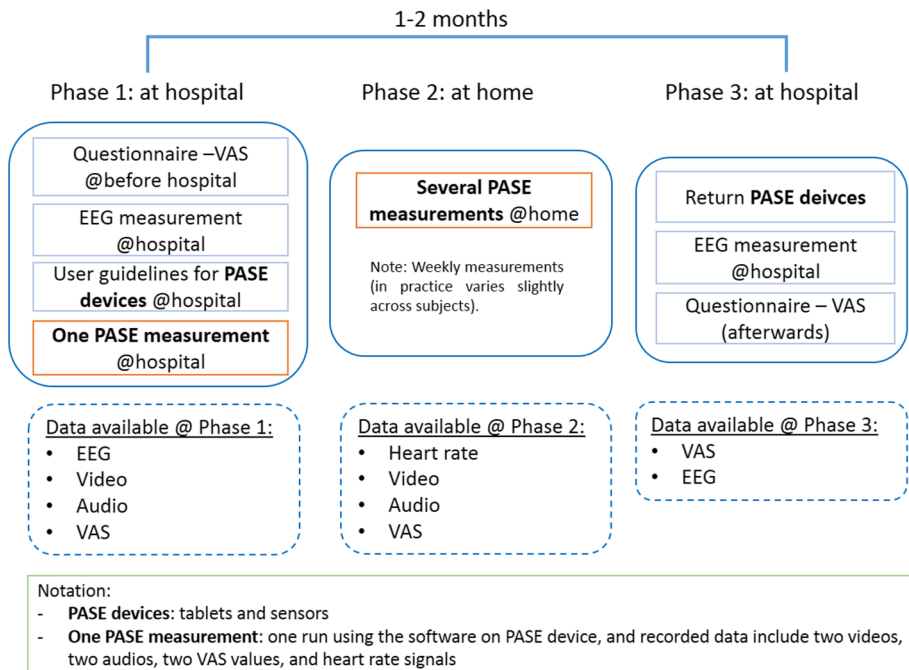 1-2 months
Phase 1: at hospital
Questionnaire –VAS
@before hospital
EEG measurement
@hospital
User guidelines for PASE
devices @hospital
One PASE measurement
@hospital
Data available @ Phase 1:
• EEG
• Video
• Audio
• VAS
Phase 2: at home
Several PASE
measurements @home
Note: Weekly measurements
(in practice varies slightly
across subjects).
Data available @ Phase 2:
• Heart rate
• Video
• Audio
• VAS
Phase 3: at hospital
Return PASE deivces
EEG measurement
@hospital
Questionnaire – VAS
(afterwards)
Data available @ Phase 3:
• VAS
• EEG
Notation:
- PASE devices: tablets and sensors
- One PASE measurement: one run using the software on PASE device, and recorded data include two videos,
two audios, two VAS values, and heart rate signals